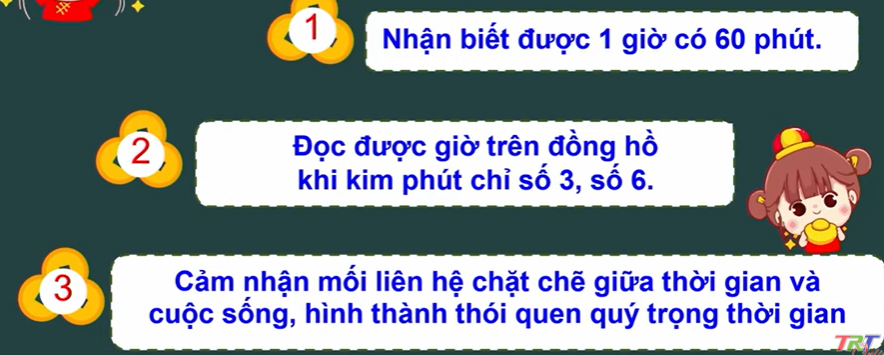 1
Nhận biết được 1 giờ có 60 phút.
2
Đọc được giờ trên đồng hồ
khi kim phút chỉ số 3, số 6.
3
Cảm nhận mối liên hệ chặt chẽ giữa thời gian và
cuộc sống, hình thành thói quen quý trọng thời gian
TRT